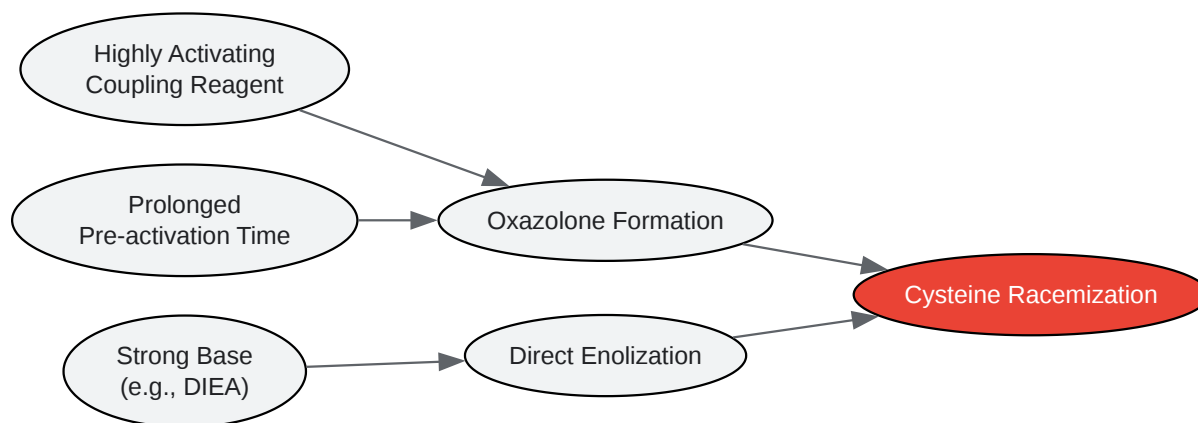 Highly Activating
Coupling Reagent
Prolonged
Pre-activation Time
Oxazolone Formation
Cysteine Racemization
Strong Base
(e.g., DIEA)
Direct Enolization